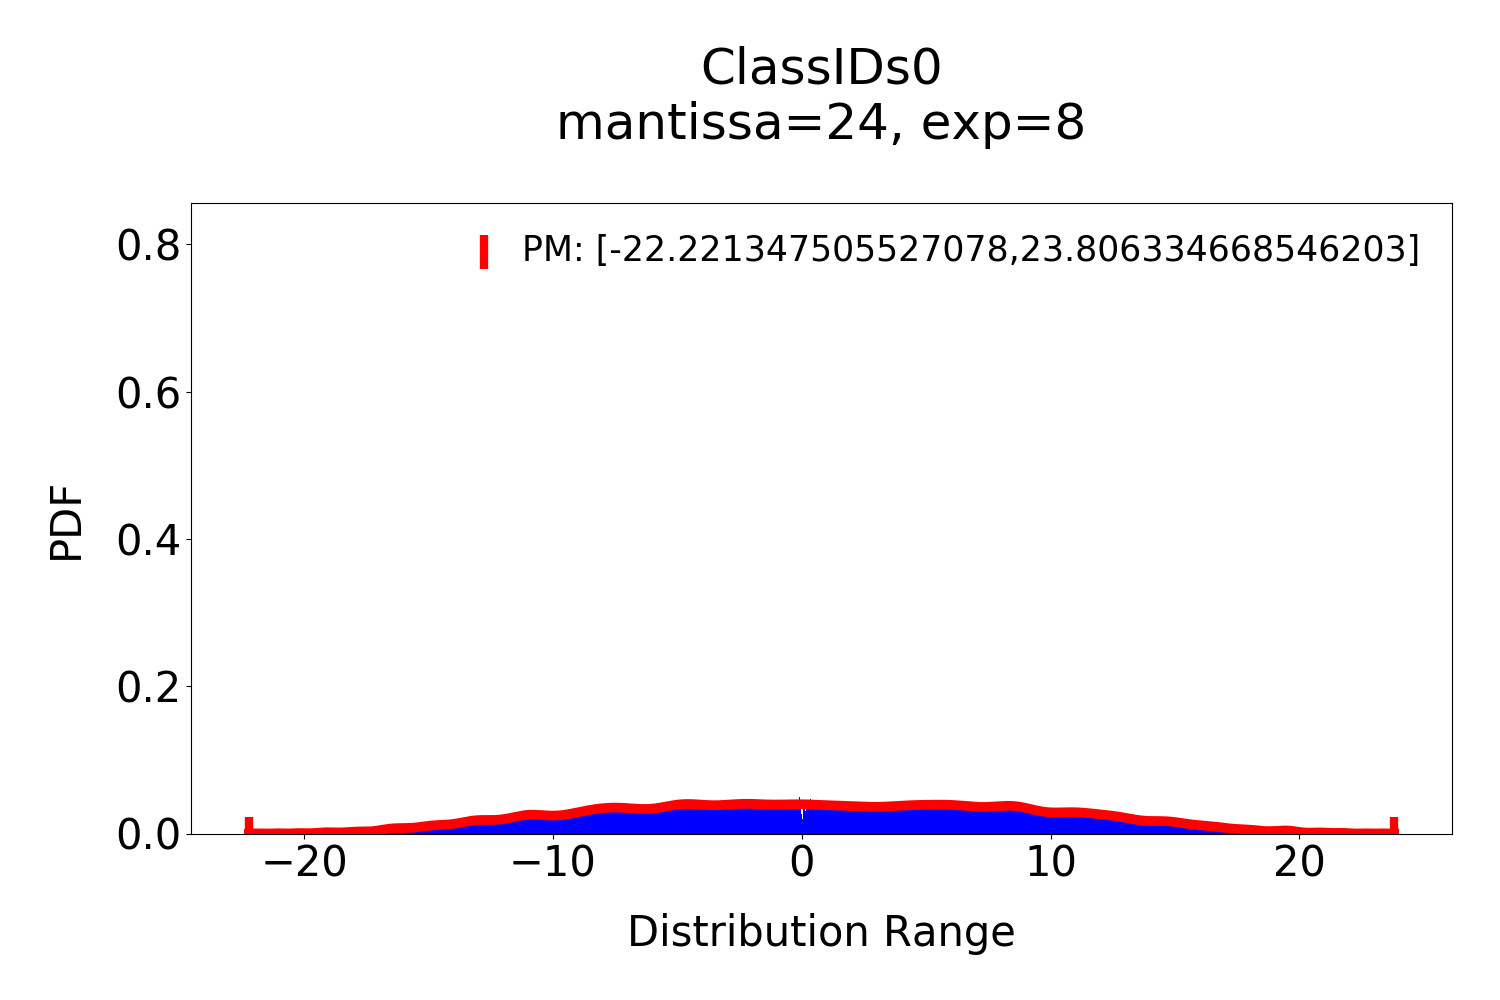 ClassIDs0
mantissa=24, exp=8
PM: [-22.221347505527078,23.806334668546203]
0.8
0.6
0.4
0.2
0.0
PDF
−20
−10
0
10
20
Distribution Range